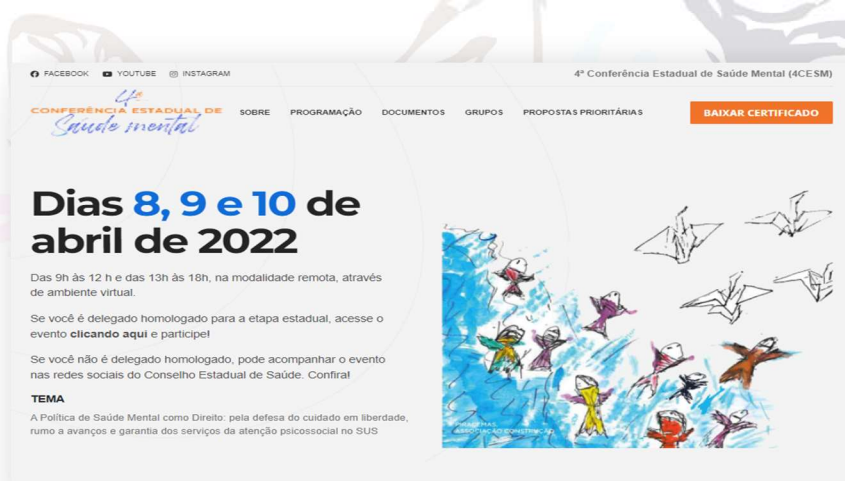 FACEBOOK YOUTUBE INSTAGRAM
4ª Conferência Estadual de Saúde Mental (4CESM)
4ª
CONFERÊNCIA ESTADUAL DE
Saúde mental
SOBRE PROGRAMAÇÃO DOCUMENTOS GRUPOS PROPOSTAS PRIORITÁRIAS
BAIXAR CERTIFICADO
Dias 8, 9 e 10 de
abril de 2022
Das 9h às 12 h e das 13h às 18h, na modalidade remota, através
de ambiente virtual.
Se você é delegado homologado para a etapa estadual, acesse o
evento clicando aqui e participe!
Se você não é delegado homologado, pode acompanhar o evento
nas redes sociais do Conselho Estadual de Saúde. Confira!
TEMA
A Política de Saúde Mental como Direito: pela defesa do cuidado em liberdade,
rumo a avanços e garantia dos serviços da atenção psicossocial no SUS
ASSOCIAÇÃO CONSTRUÇÃO